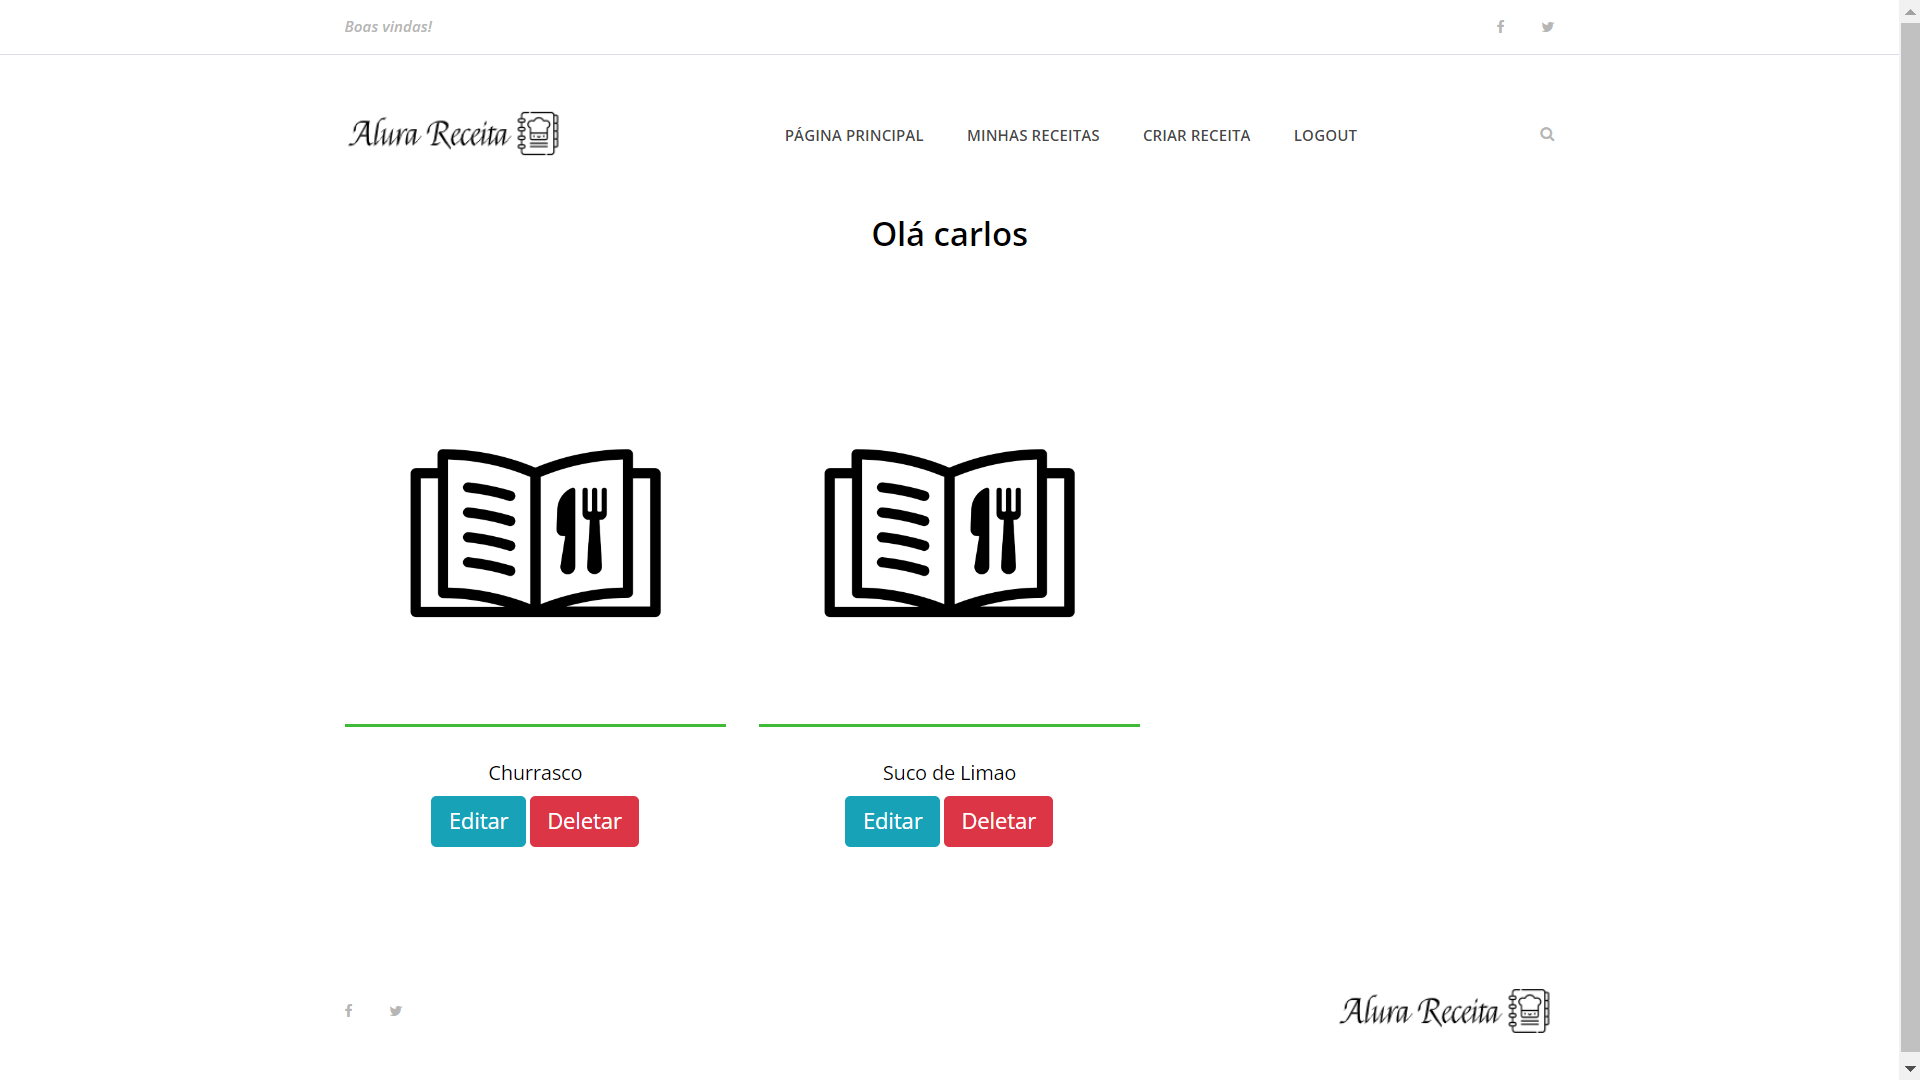 Boas vindas!
Alura Receita
PÁGINA PRINCIPAL
MINHAS RECEITAS
CRIAR RECEITA
LOGOUT
Olá carlos
Churrasco
Editar
Deletar
Suco de Limao
Editar
Deletar
Alura Receita